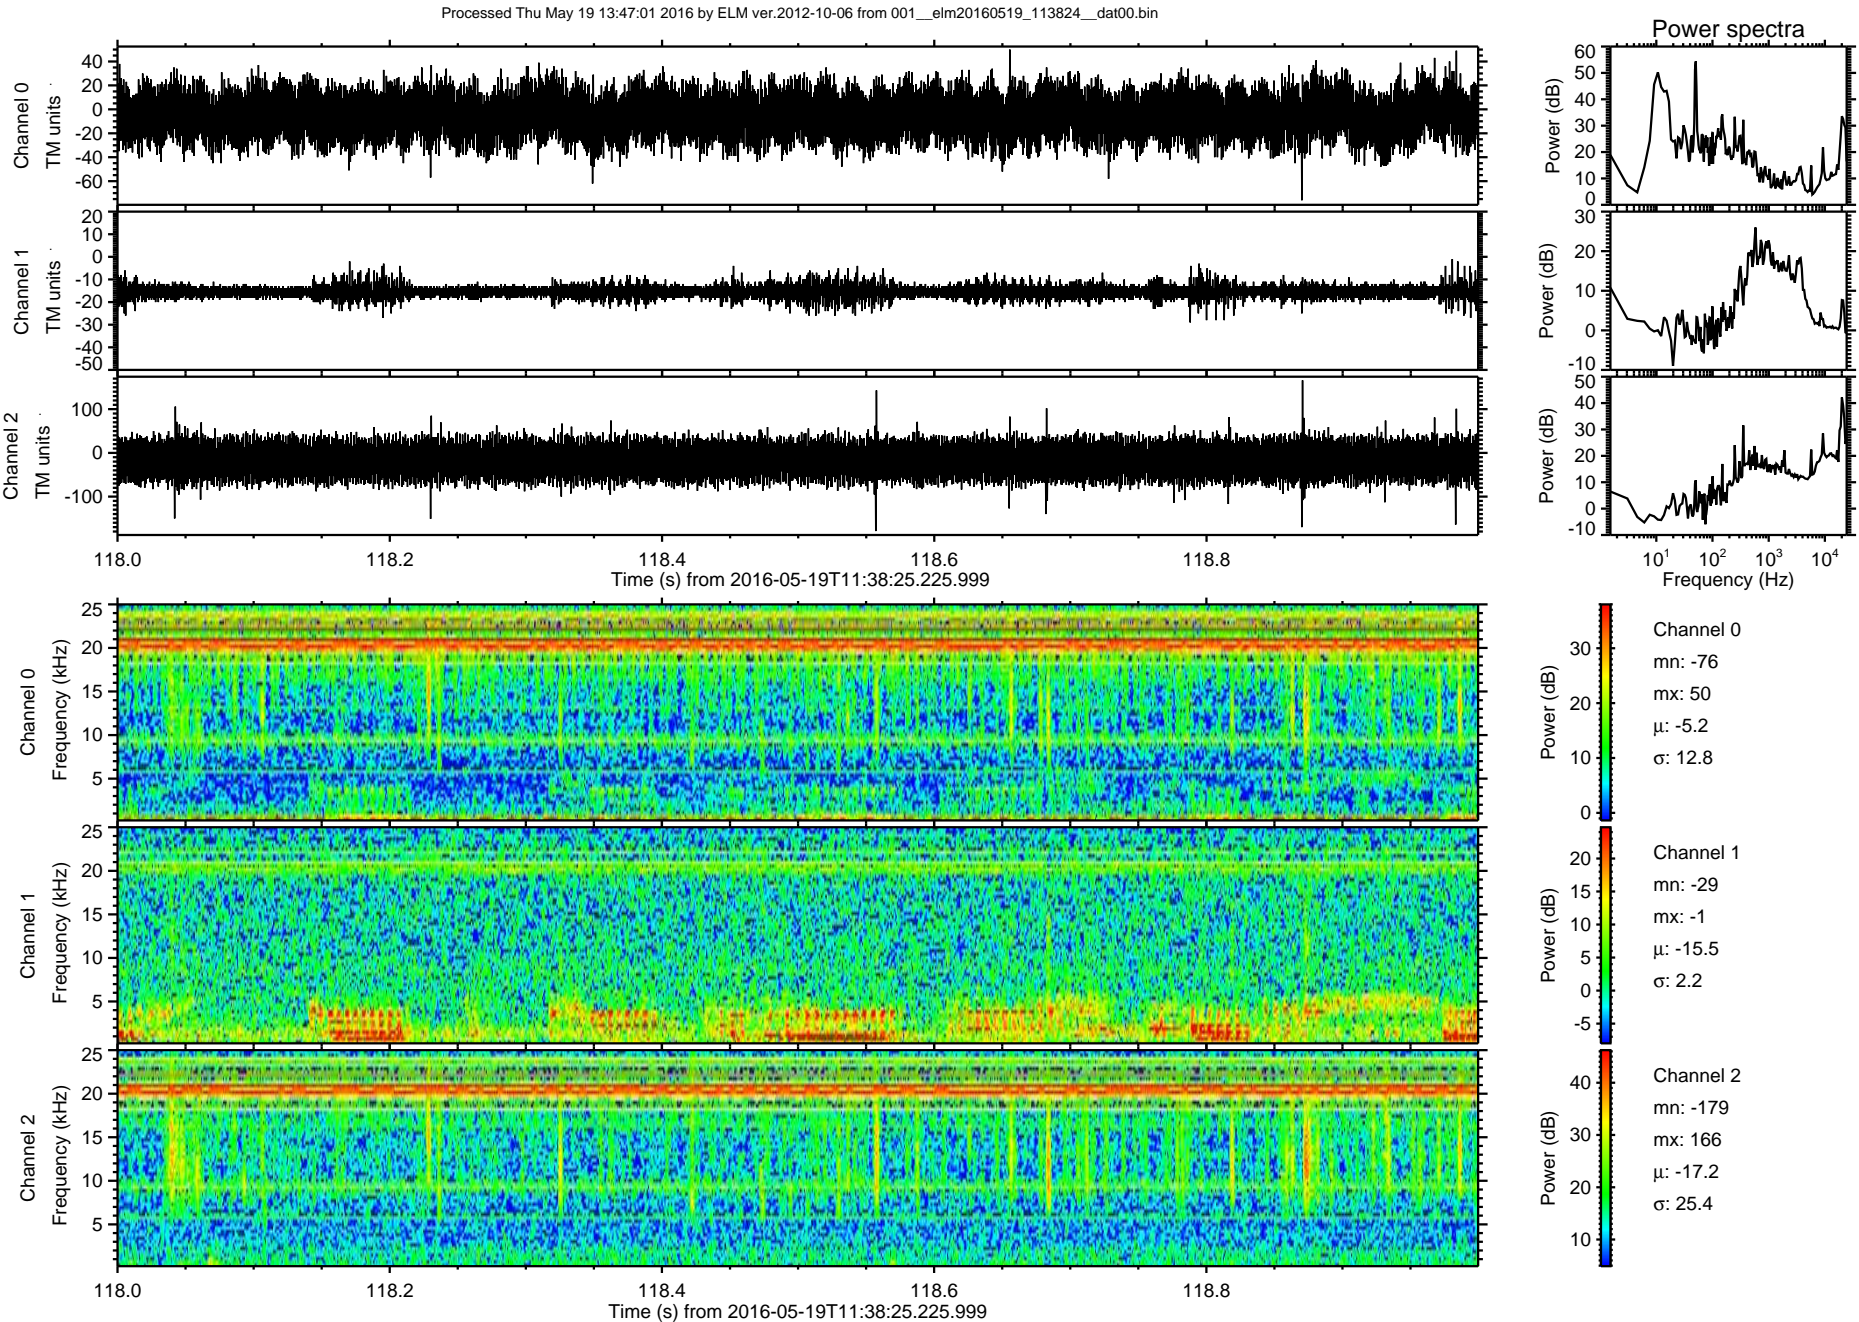 Processed Thu May 19 13:47:01 2016 by ELM ver.2012-10-06 from 001__elm20160519_113824__dat00.bin
Power spectra
Channel 0
TM units
40
20
0
-20
-40
-60
Power (dB)
60
50
40
30
20
10
0
Channel 1
TM units
20
10
0
-10
-20
-30
-40
-50
Power (dB)
30
20
10
0
-10
Channel 2
TM units
100
0
-100
Power (dB)
50
40
30
20
10
0
-10
118.0 118.2 118.4 118.6 118.8
Time (s) from 2016-05-19T11:38:25.225.999
10^1 10^2 10^3 10^4
Frequency (Hz)
Channel 0
Frequency (kHz)
25
20
15
10
5
Power (dB)
30
20
10
0
Channel 0
mn: -76
mx: 50
μ: -5.2
σ: 12.8
Channel 1
Frequency (kHz)
25
20
15
10
5
Power (dB)
20
15
10
5
0
-5
Channel 1
mn: -29
mx: -1
μ: -15.5
σ: 2.2
Channel 2
Frequency (kHz)
25
20
15
10
5
Power (dB)
40
30
20
10
Channel 2
mn: -179
mx: 166
μ: -17.2
σ: 25.4
118.0 118.2 118.4 118.6 118.8
Time (s) from 2016-05-19T11:38:25.225.999